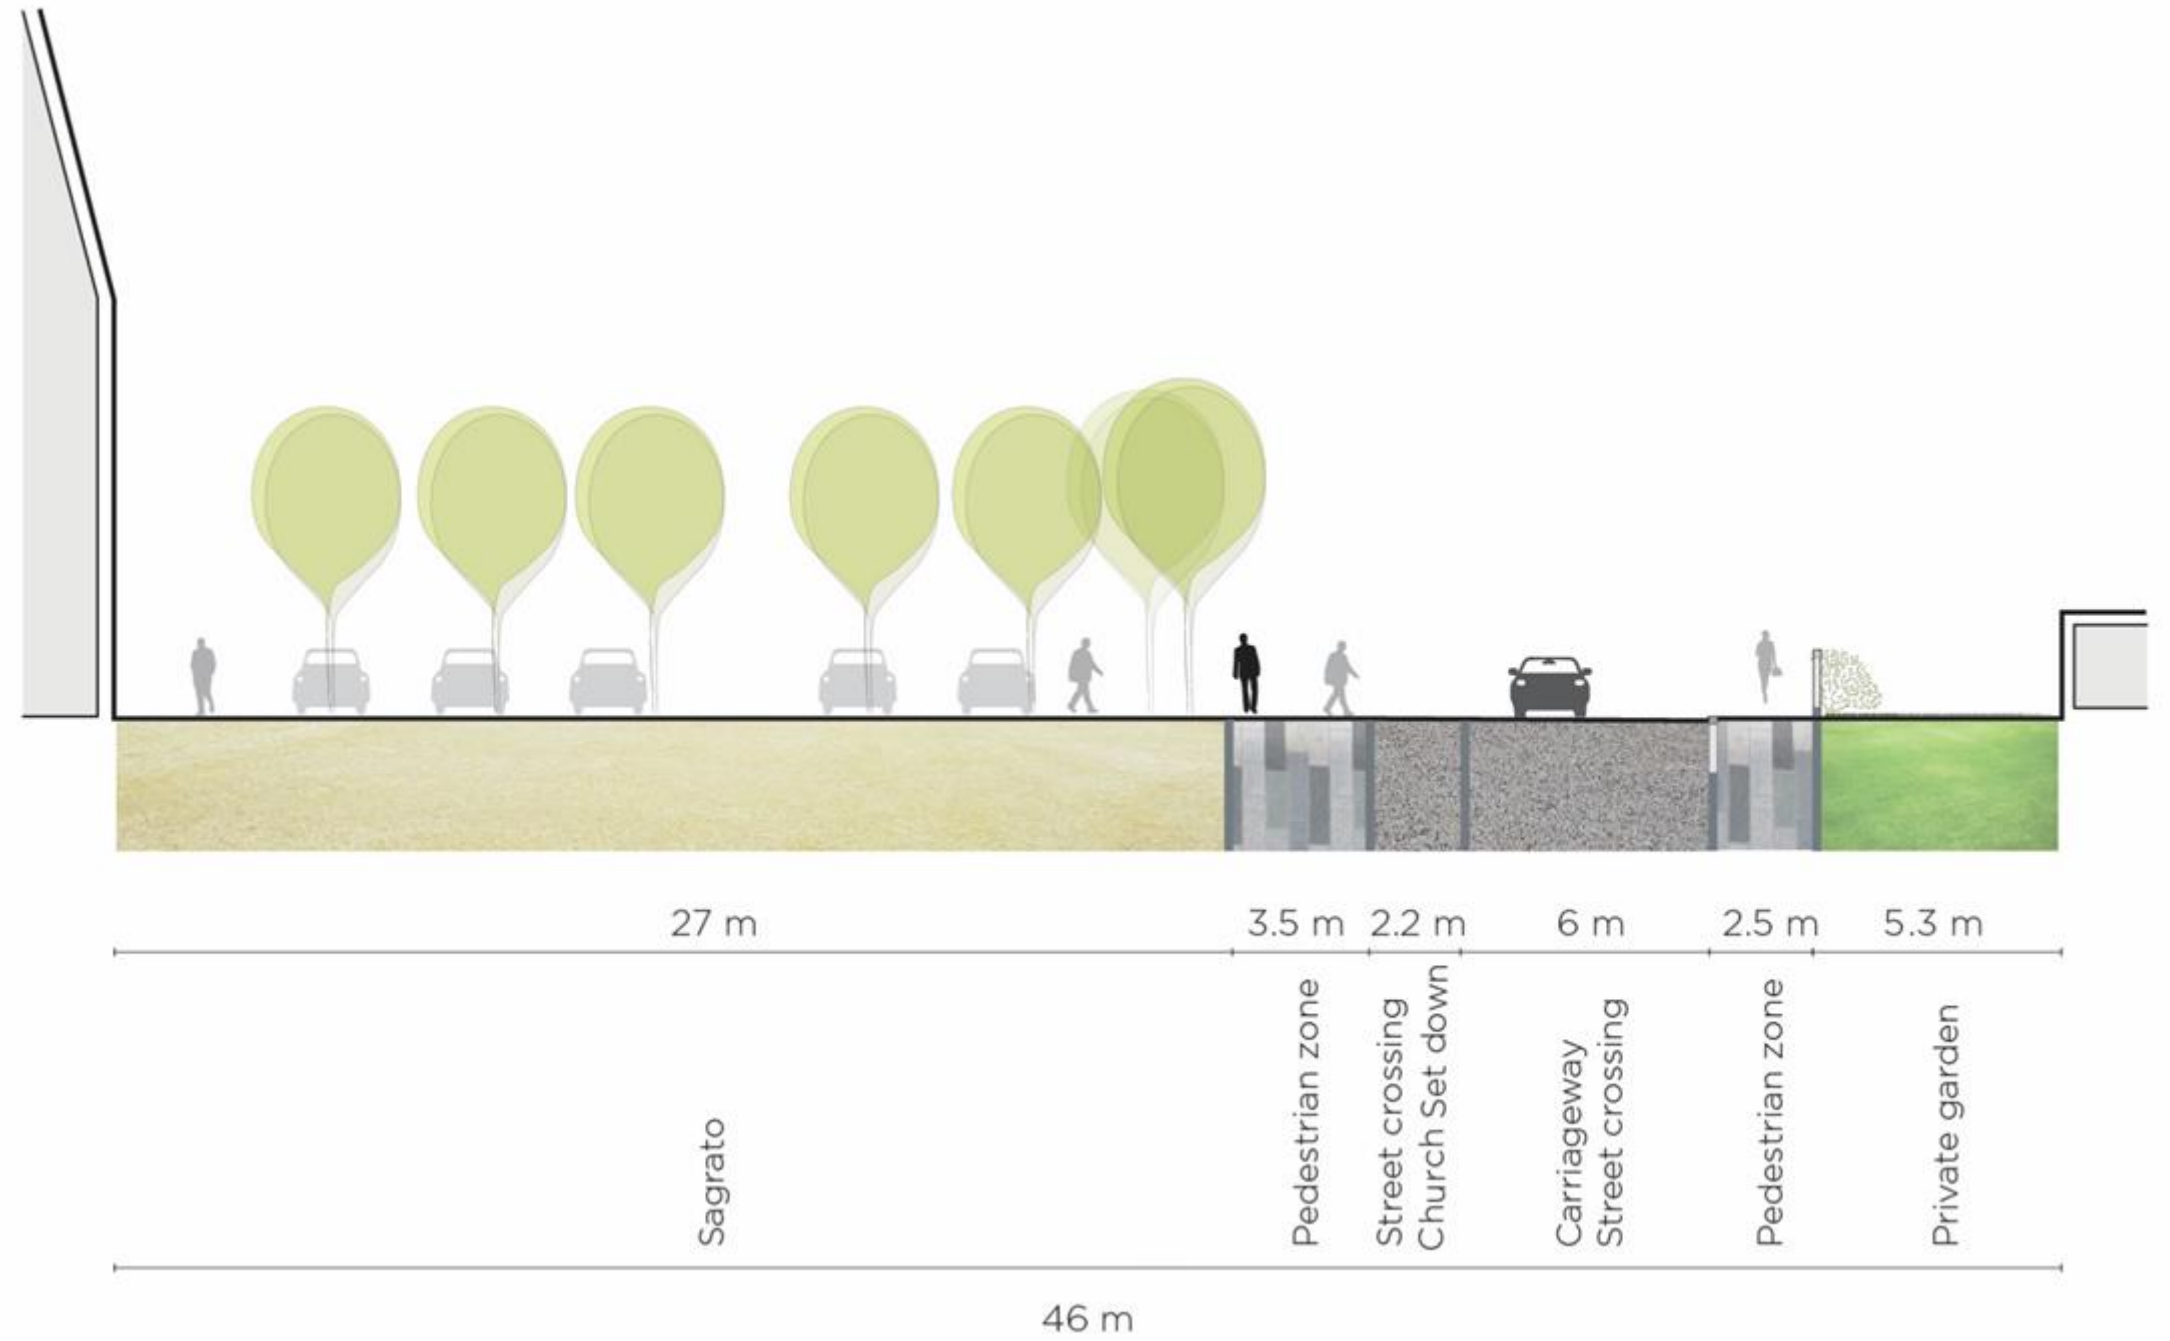 27 m
3.5 m
2.2 m
6 m
2.5 m
5.3 m
Sagrato
Pedestrian zone
Street crossing
Church Set down
Carriageway
Street crossing
Pedestrian zone
Private garden
46 m